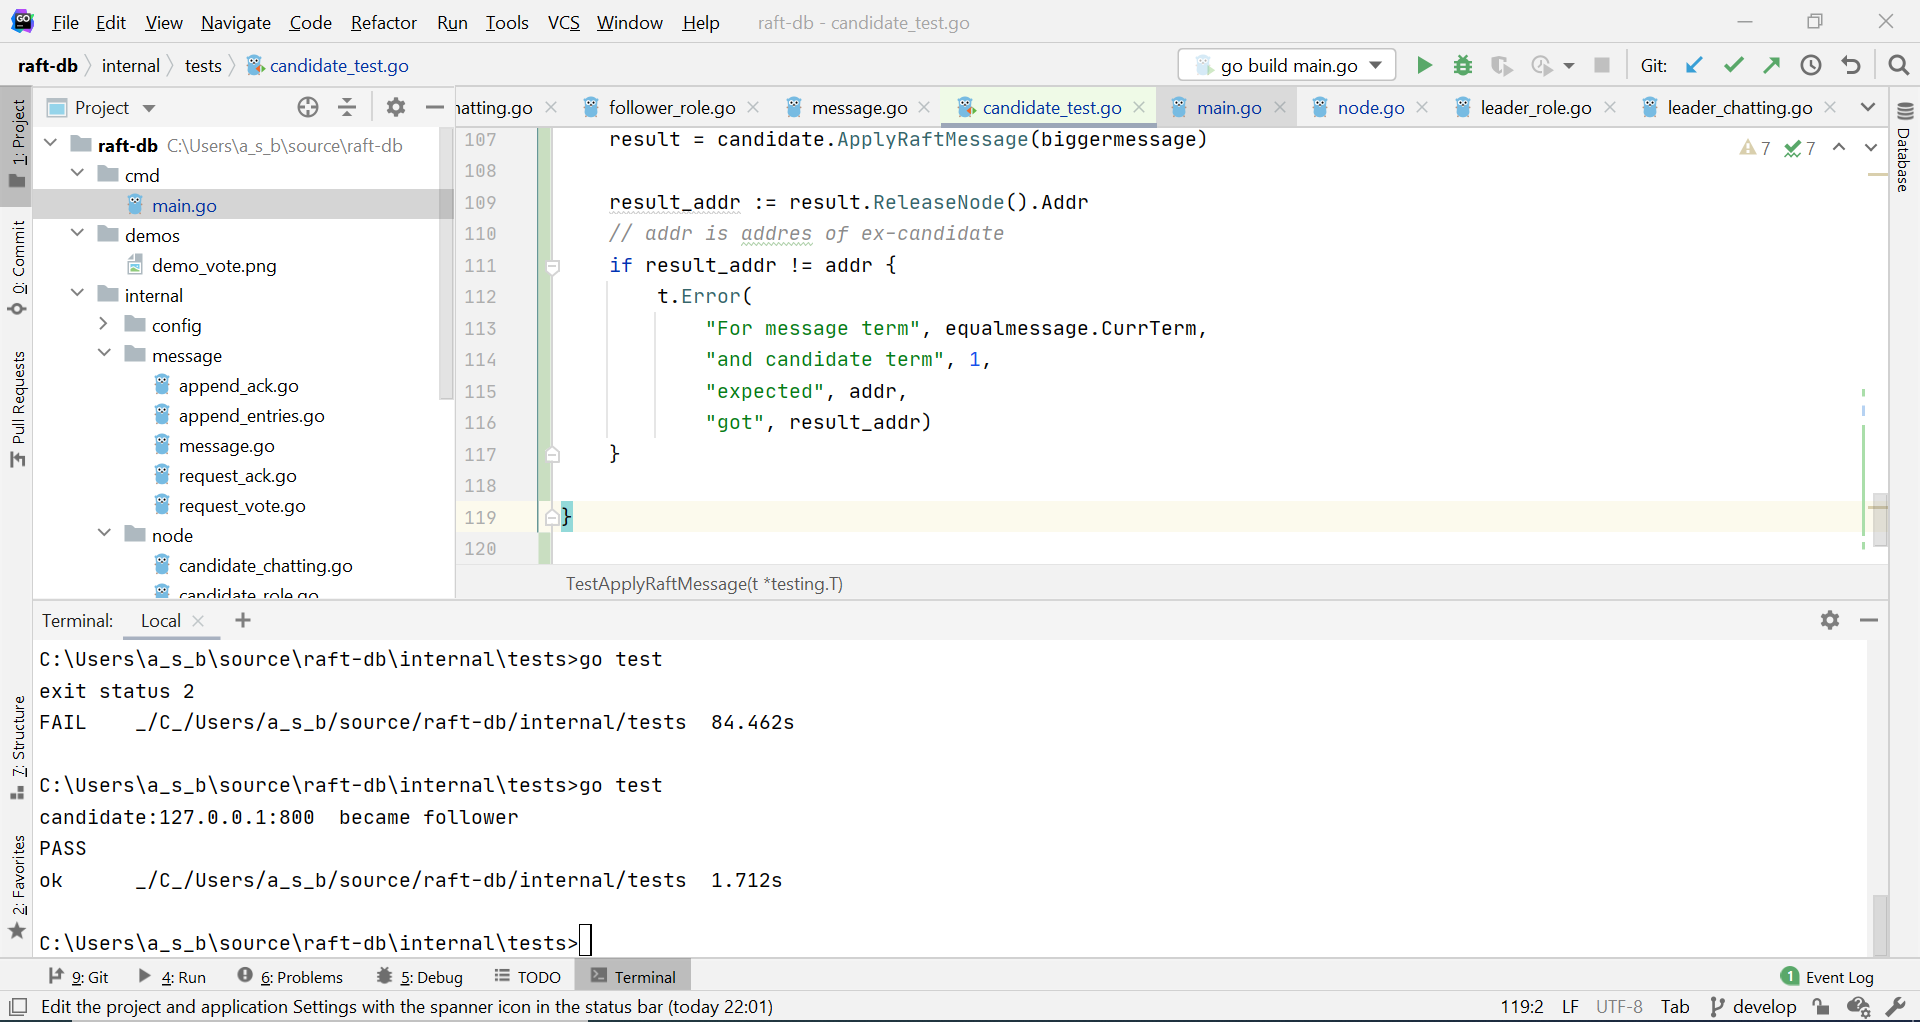 File Edit View Navigate Code Refactor Run Tools VCS Window Help raft-db - candidate_test.go
raft-db internal tests candidate_test.go go build main.go Git:
Project hatting.go follower_role.go message.go candidate_test.go main.go node.go leader_role.go leader_chatting.go
1: Project
0: Commit
Pull Requests
7: Structure
2: Favorites
Database
raft-db C:\Users\a_s_b\source\raft-db
cmd
main.go
demos
demo_vote.png
internal
config
message
append_ack.go
append_entries.go
message.go
request_ack.go
request_vote.go
node
candidate_chatting.go
candidate_role.go
7 7
107 result = candidate.ApplyRaftMessage(biggermessage)
108
109 result_addr := result.ReleaseNode().Addr
110 // addr is addres of ex-candidate
111 if result_addr != addr {
112 t.Error(
113 "For message term", equalmessage.CurrTerm,
114 "and candidate term", 1,
115 "expected", addr,
116 "got", result_addr)
117 }
118
119 }
120
TestApplyRaftMessage(t *testing.T)
Terminal: Local
C:\Users\a_s_b\source\raft-db\internal\tests>go test
exit status 2
FAIL _/C_/Users/a_s_b/source/raft-db/internal/tests 84.462s
C:\Users\a_s_b\source\raft-db\internal\tests>go test
candidate:127.0.0.1:800 became follower
PASS
ok _/C_/Users/a_s_b/source/raft-db/internal/tests 1.712s
C:\Users\a_s_b\source\raft-db\internal\tests>
9: Git 4: Run 6: Problems 5: Debug TODO Terminal 1 Event Log
Edit the project and application Settings with the spanner icon in the status bar (today 22:01) 119:2 LF UTF-8 Tab develop